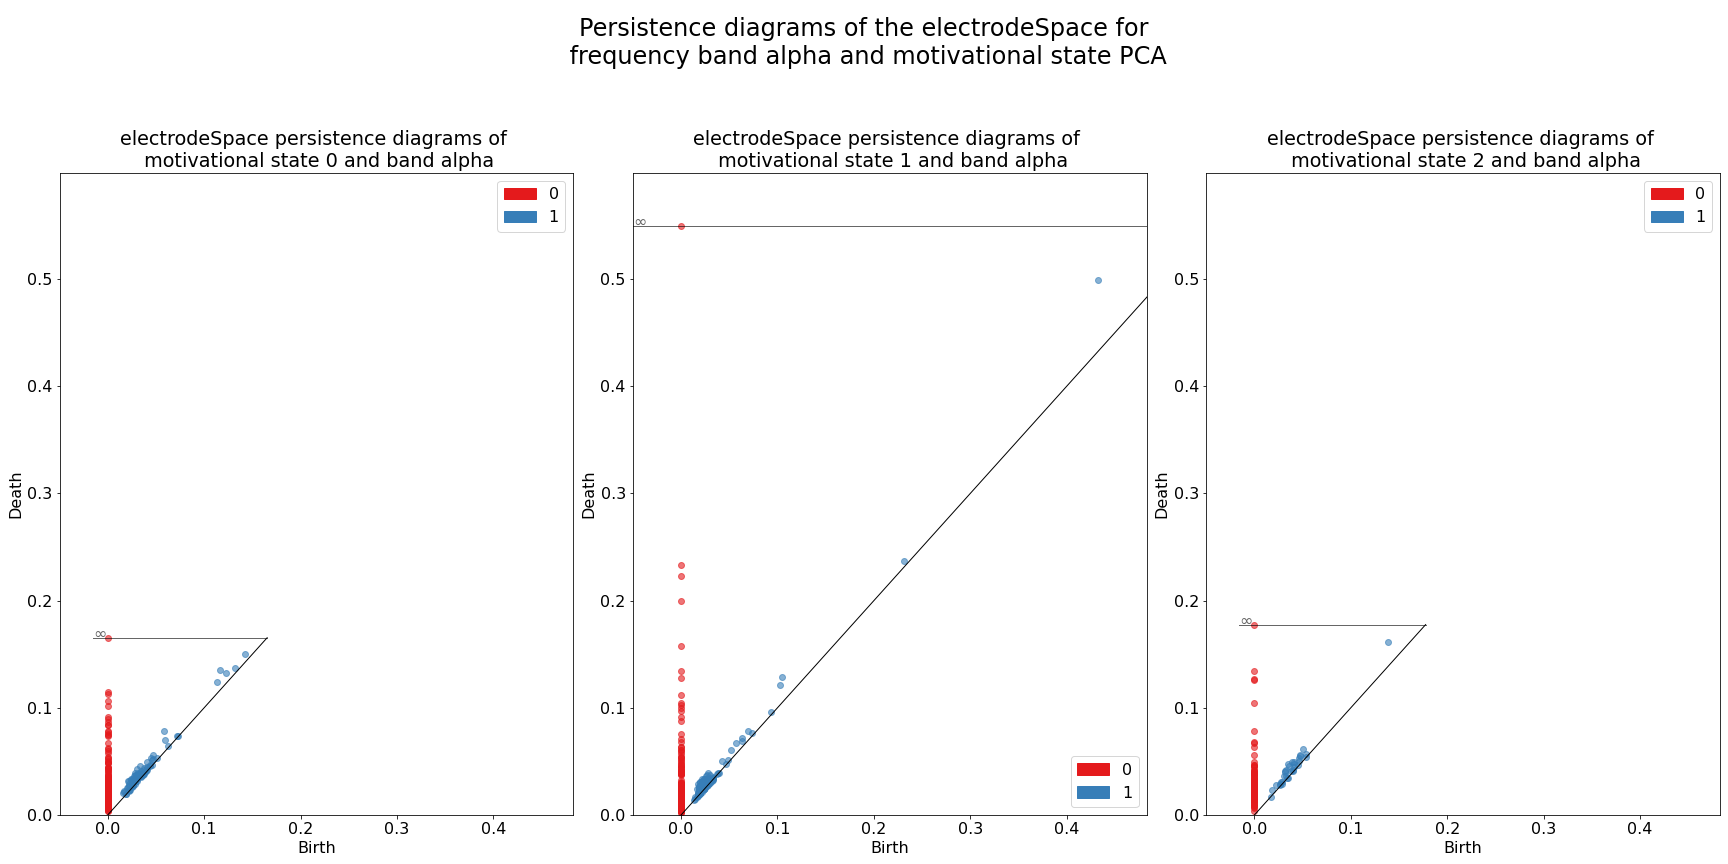 Persistence diagrams of the electrodeSpace for
frequency band alpha and motivational state PCA
electrodeSpace persistence diagrams of
motivational state 0 and band alpha
0
1
∞
Death
0.5
0.4
0.3
0.2
0.1
0.0
0.0 0.1 0.2 0.3 0.4
Birth
electrodeSpace persistence diagrams of
motivational state 1 and band alpha
∞
Death
0.5
0.4
0.3
0.2
0.1
0.0
0
1
0.0 0.1 0.2 0.3 0.4
Birth
electrodeSpace persistence diagrams of
motivational state 2 and band alpha
0
1
∞
Death
0.5
0.4
0.3
0.2
0.1
0.0
0.0 0.1 0.2 0.3 0.4
Birth